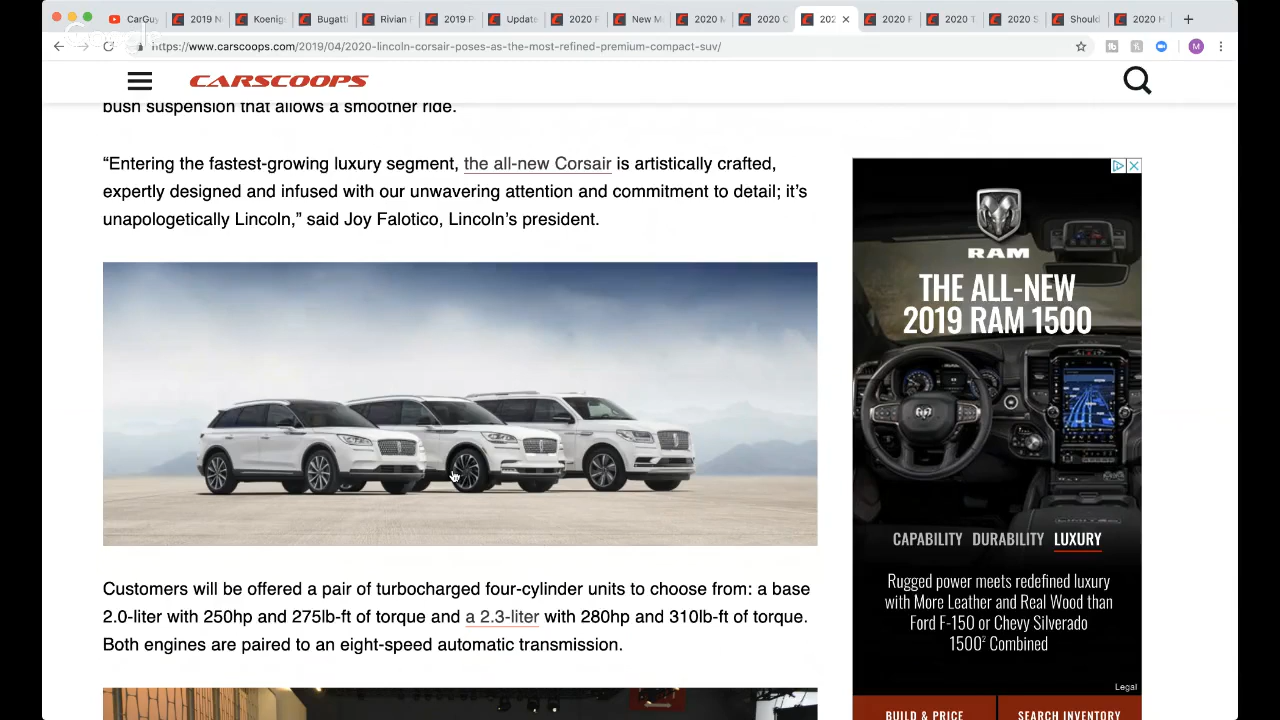 CarGuy
2019 N
Koenig
Bugatti
Rivian
2019 P
Update
2020 F
New M
2020 M
2020 C
202
2020 F
2020 T
2020 S
Should
2020 H
Google
https://www.carscoops.com/2019/04/2020-lincoln-corsair-poses-as-the-most-refined-premium-compact-suv/
M
CARSCOOPS
bush suspension that allows a smoother ride.
“Entering the fastest-growing luxury segment, the all-new Corsair is artistically crafted,
expertly designed and infused with our unwavering attention and commitment to detail; it’s
unapologetically Lincoln,” said Joy Falotico, Lincoln’s president.
Customers will be offered a pair of turbocharged four-cylinder units to choose from: a base
2.0-liter with 250hp and 275lb-ft of torque and a 2.3-liter with 280hp and 310lb-ft of torque.
Both engines are paired to an eight-speed automatic transmission.
RAM
THE ALL-NEW
2019 RAM 1500
CAPABILITY DURABILITY LUXURY
Rugged power meets redefined luxury
with More Leather and Real Wood than
Ford F-150 or Chevy Silverado
1500² Combined
Legal
BUILD & PRICE
SEARCH INVENTORY